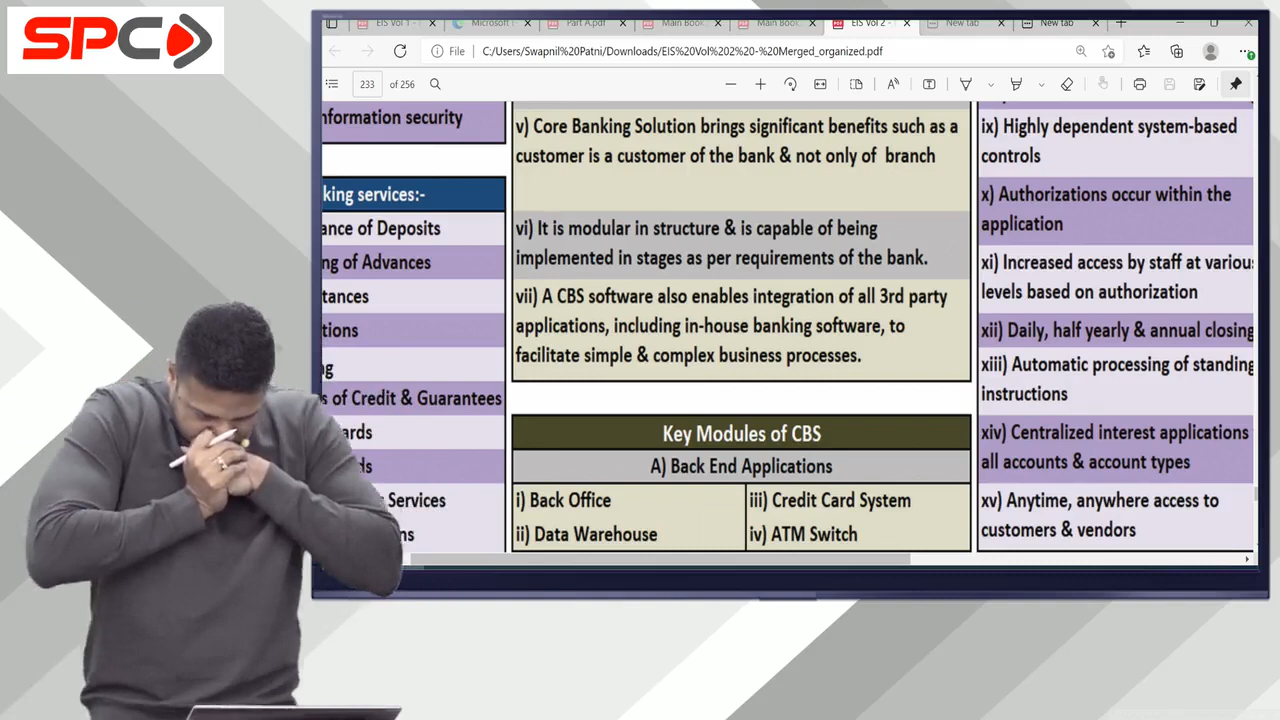 SPC
EIS Vol 1 -
Microsoft
Part A.pdf
Main Book
Main Book
EIS Vol 2 -
New tab
New tab
File
C:/Users/Swapnil%20Patni/Downloads/EIS%20Vol%202%20-%20Merged_organized.pdf
233 of 256
nformation security
king services:-
ance of Deposits
ng of Advances
tances
tions
ng
s of Credit & Guarantees
ards
ds
Services
ns
v) Core Banking Solution brings significant benefits such as a
customer is a customer of the bank & not only of branch
vi) It is modular in structure & is capable of being
implemented in stages as per requirements of the bank.
vii) A CBS software also enables integration of all 3rd party
applications, including in-house banking software, to
facilitate simple & complex business processes.
Key Modules of CBS
A) Back End Applications
i) Back Office
ii) Data Warehouse
iii) Credit Card System
iv) ATM Switch
ix) Highly dependent system-based
controls
x) Authorizations occur within the
application
xi) Increased access by staff at various
levels based on authorization
xii) Daily, half yearly & annual closing
xiii) Automatic processing of standing
instructions
xiv) Centralized interest applications
all accounts & account types
xv) Anytime, anywhere access to
customers & vendors